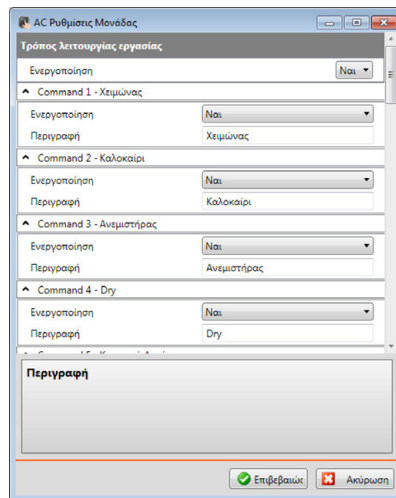 AC Ρυθμίσεις Μονάδας
Τρόπος λειτουργίας εργασίας
Ενεργοποίηση Ναι
Command 1 - Χειμώνας
Ενεργοποίηση Ναι
Περιγραφή Χειμώνας
Command 2 - Καλοκαίρι
Ενεργοποίηση Ναι
Περιγραφή Καλοκαίρι
Command 3 - Ανεμιστήρας
Ενεργοποίηση Ναι
Περιγραφή Ανεμιστήρας
Command 4 - Dry
Ενεργοποίηση Ναι
Περιγραφή Dry
Περιγραφή
Επιβεβαιώς Ακύρωση